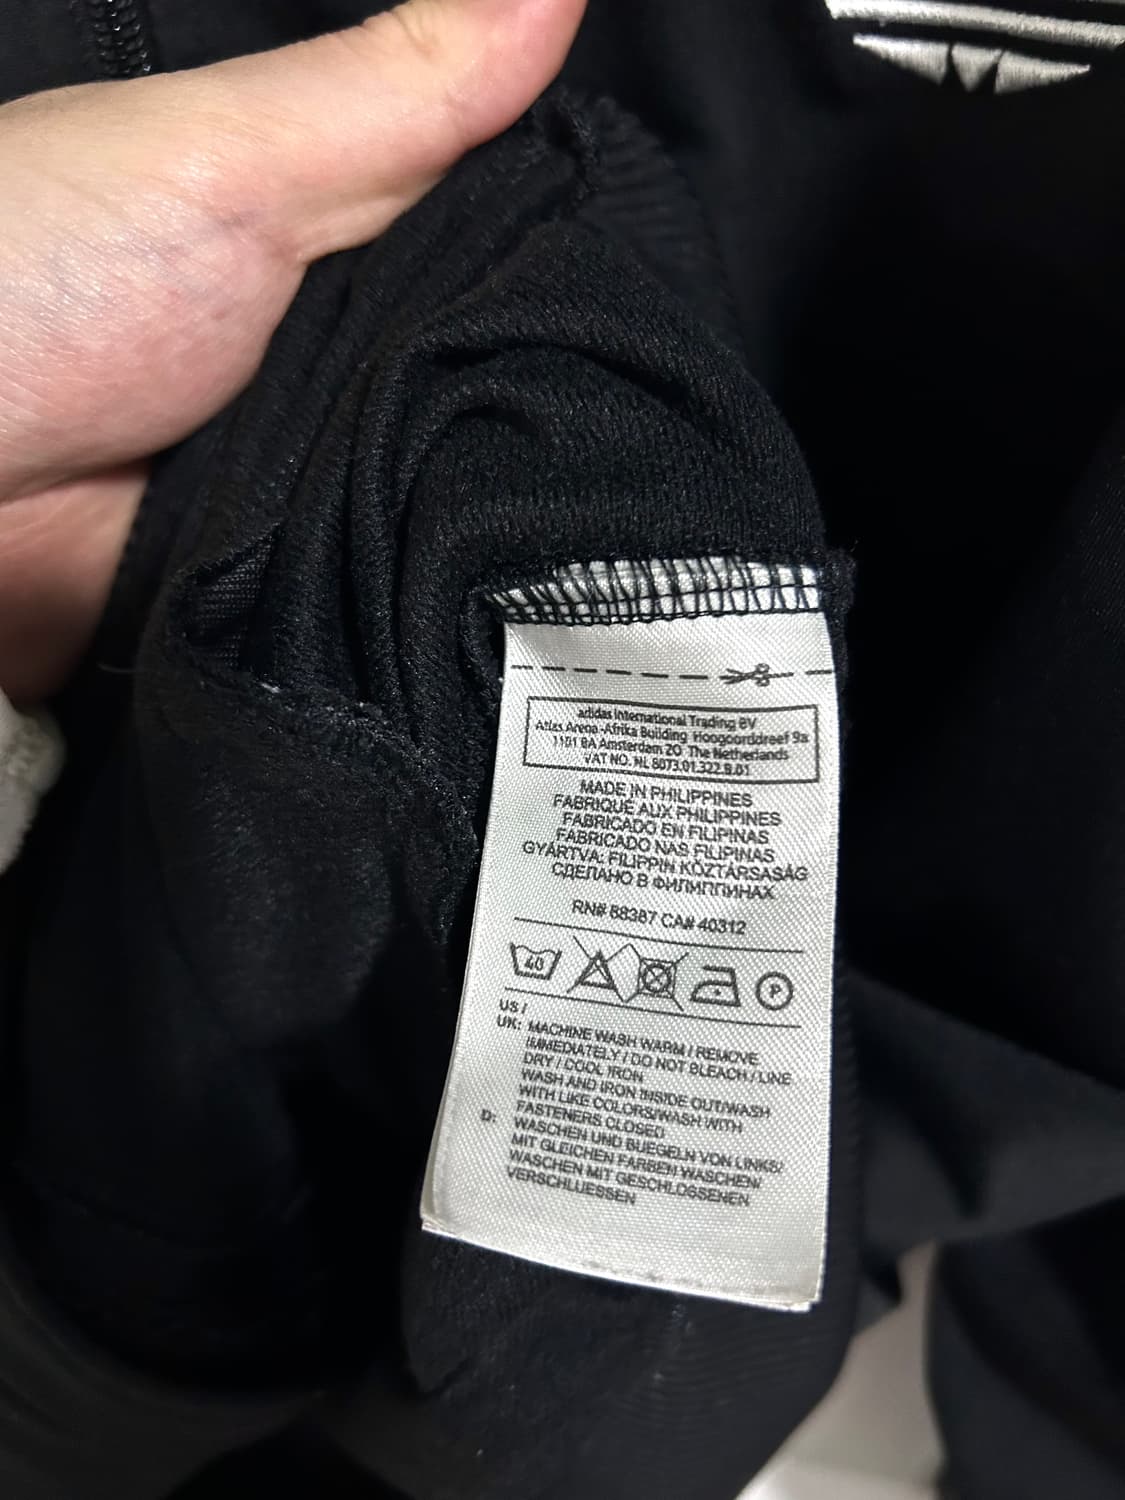 adidas International Trading BV
Atlas Arena -Afrika Building Hoogoorddreef 9a
1101 BA Amsterdam ZO The Netherlands
VAT NO. NL 8073.01.322.B.01
MADE IN PHILIPPINES
FABRIQUÉ AUX PHILIPPINES
FABRICADO EN FILIPINAS
FABRICADO NAS FILIPINAS
GYÁRTVA: FILIPPIN KÖZTÁRSASÁG
СДЕЛАНО В ФИЛИППИНАХ
RN# 88387 CA# 40312
40
P
US /
UK: MACHINE WASH WARM / REMOVE
IMMEDIATELY / DO NOT BLEACH / LINE
DRY / COOL IRON
WASH AND IRON INSIDE OUT/WASH
WITH LIKE COLORS/WASH WITH
FASTENERS CLOSED
D: WASCHEN UND BUEGELN VON LINKS/
MIT GLEICHEN FARBEN WASCHEN/
WASCHEN MIT GESCHLOSSENEN
VERSCHLUESSEN